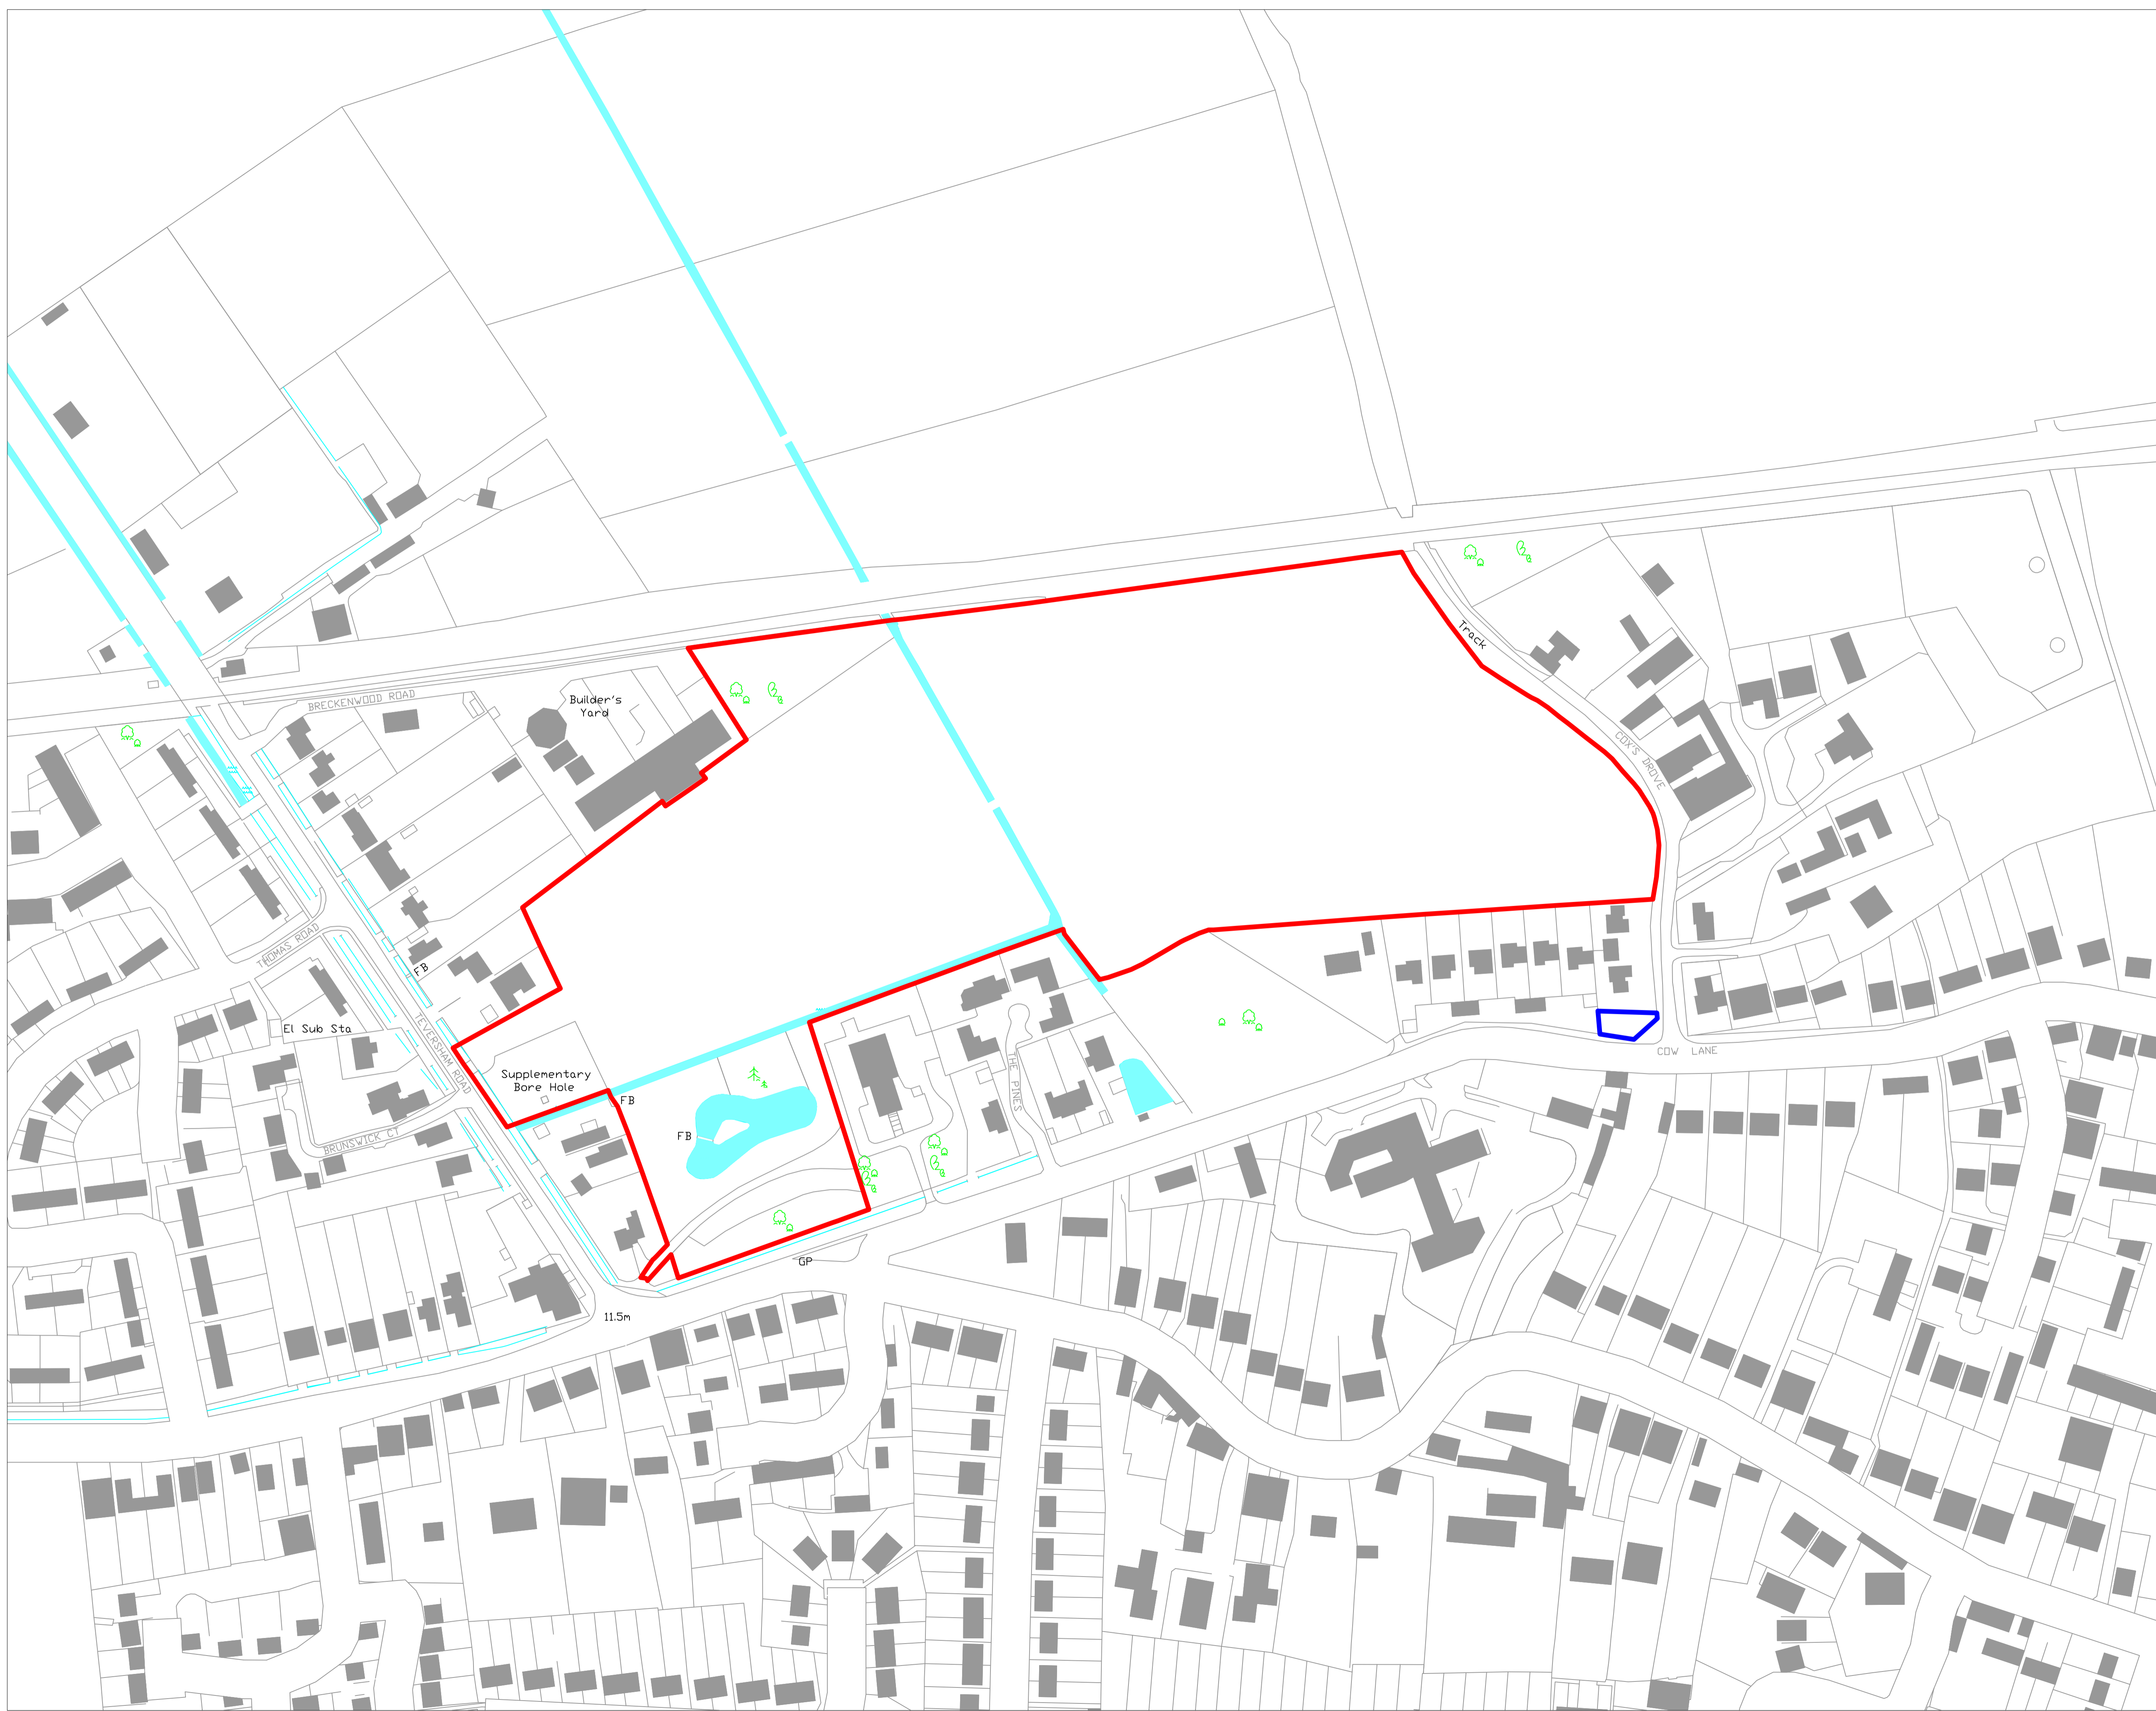 Track
BRECKENWOOD ROAD
Builder's
Yard
COX'S DROVE
THOMAS ROAD
FB
El Sub Sta
TEVERSHAM ROAD
COW LANE
THE PINES
Supplementary
Bore Hole
FB
FB
BRUNSWICK CT
GP
11.5m